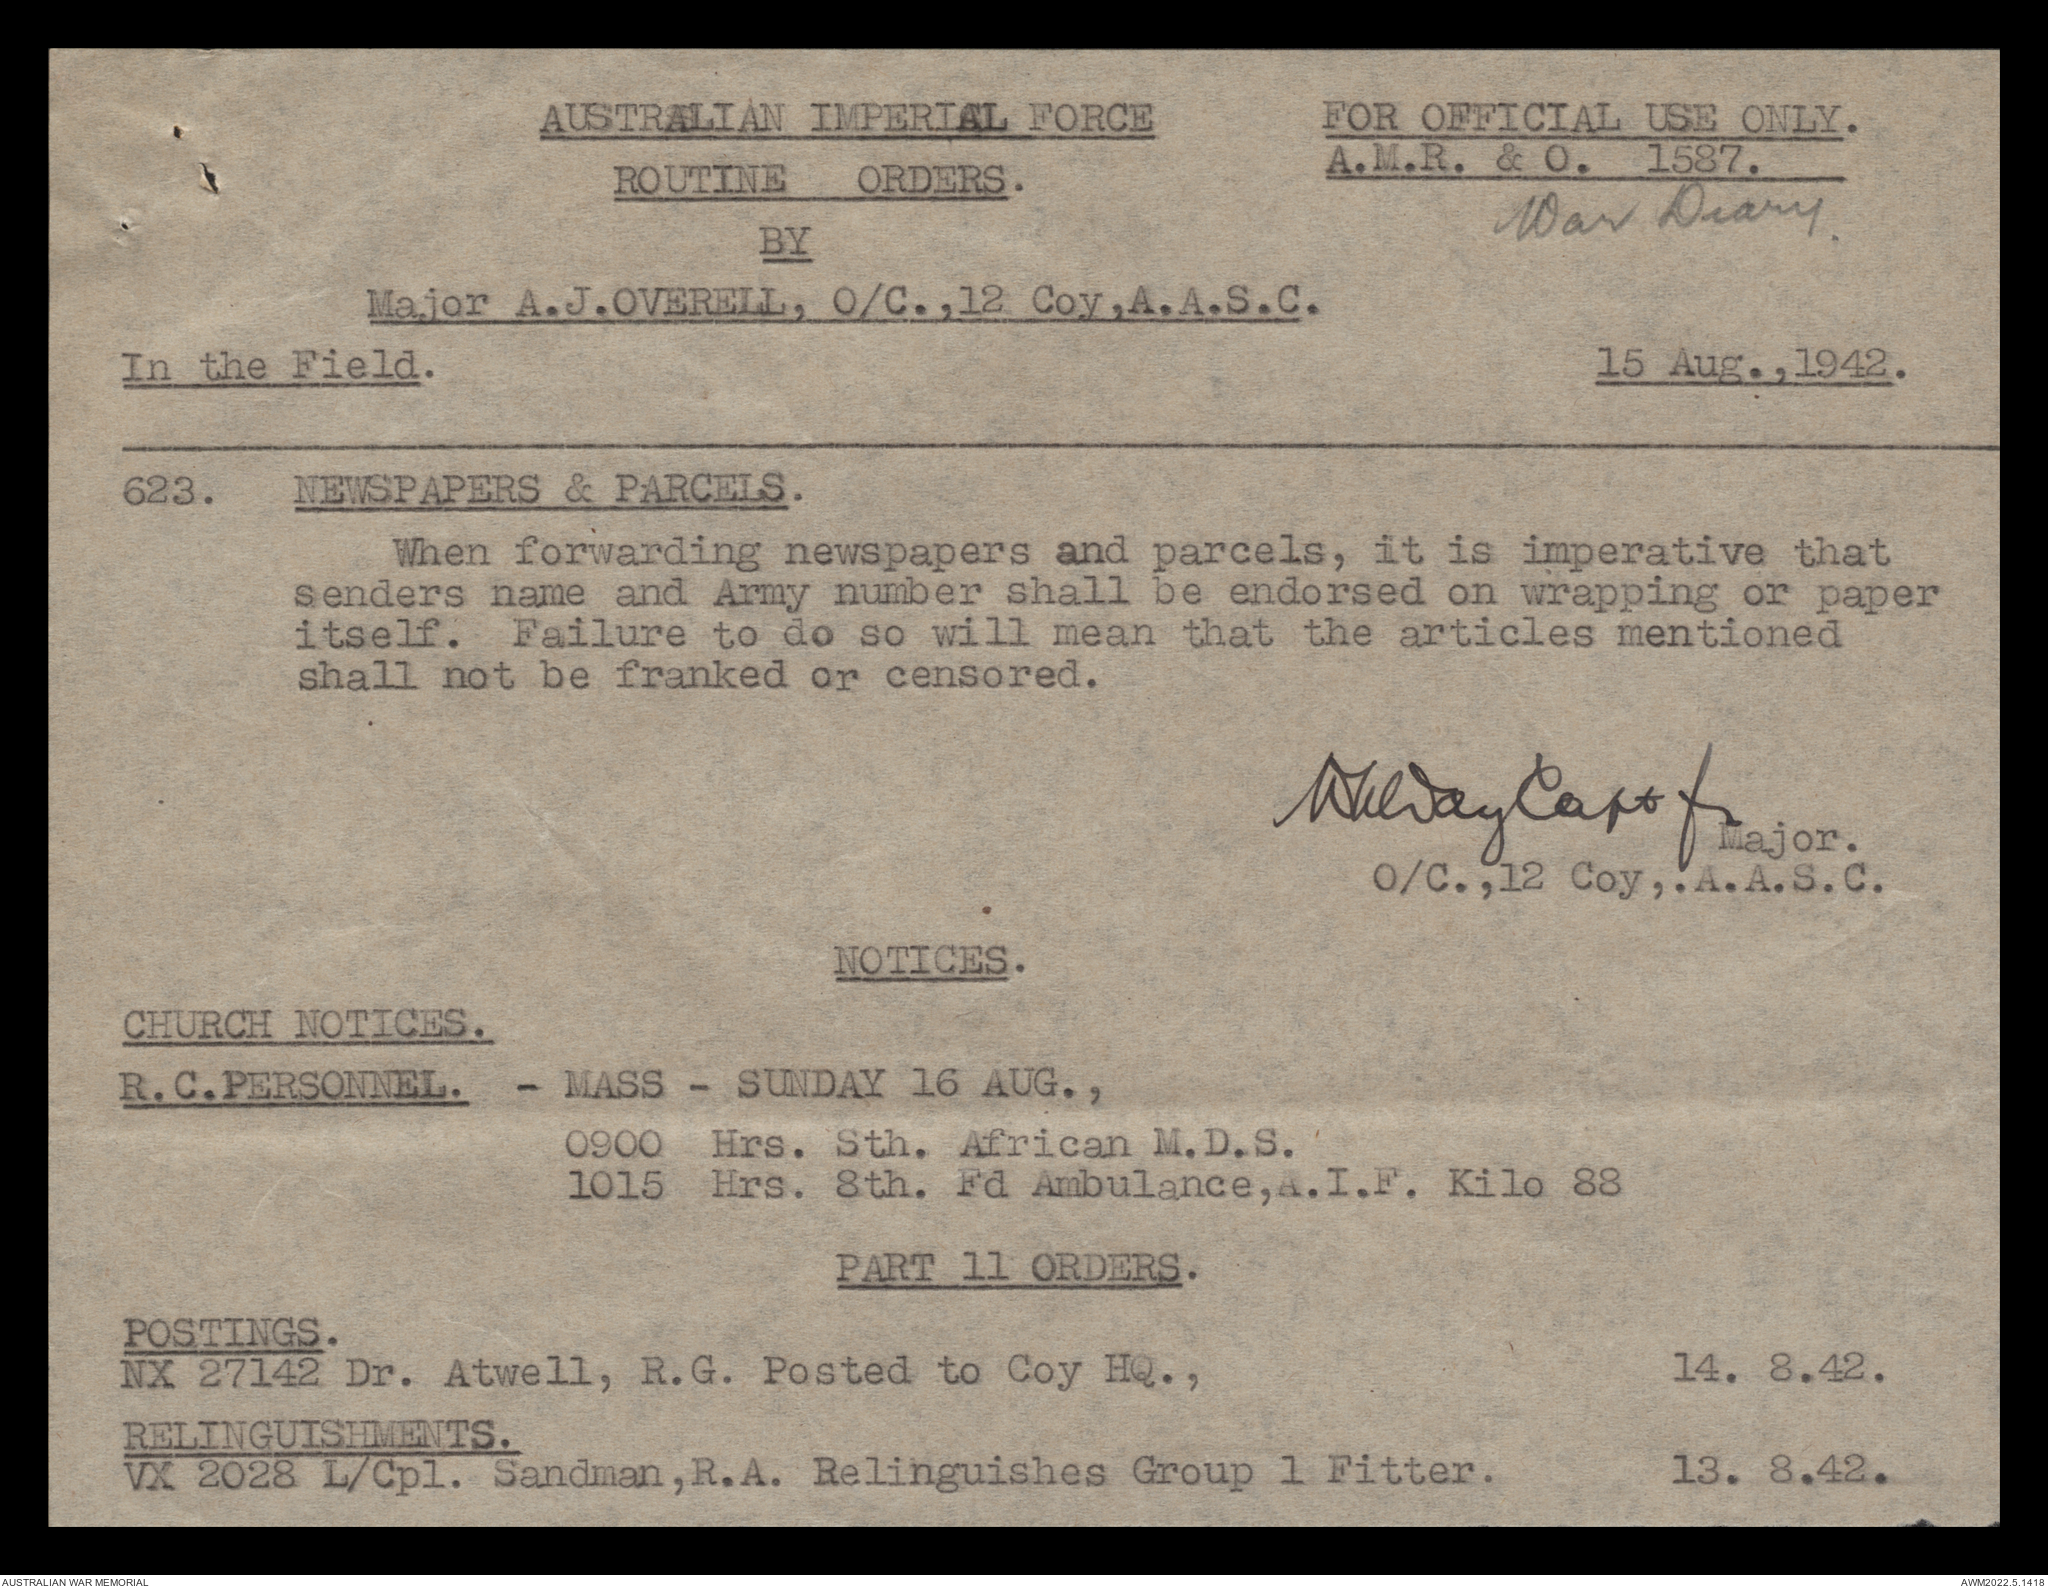 AUSTRALIAN IMPERIAL FORCE
FOR OFFICIAL USE ONLY.
A.M.R. & O. 1587.
War Diary.
ROUTINE ORDERS.
BY
Major A.J.OVERELL, O/C.,12 Coy,A.A.S.C.
In the Field.
15 Aug.,1942.
623. NEWSPAPERS & PARCELS.
When forwarding newspapers and parcels, it is imperative that
senders name and Army number shall be endorsed on wrapping or paper
itself. Failure to do so will mean that the articles mentioned
shall not be franked or censored.
Day Capt for
Major.
O/C.,12 Coy,.A.A.S.C.
NOTICES.
CHURCH NOTICES.
R.C.PERSONNEL. - MASS - SUNDAY 16 AUG.,
0900 Hrs. Sth. African M.D.S.
1015 Hrs. 8th. Fd Ambulance,A.I.F. Kilo 88
PART 11 ORDERS.
POSTINGS.
NX 27142 Dr. Atwell, R.G. Posted to Coy HQ., 14. 8.42.
RELINGUISHMENTS.
VX 2028 L/Cpl. Sandman,R.A. Relinguishes Group 1 Fitter. 13. 8.42.
AUSTRALIAN WAR MEMORIAL
AWM2022.5.1418